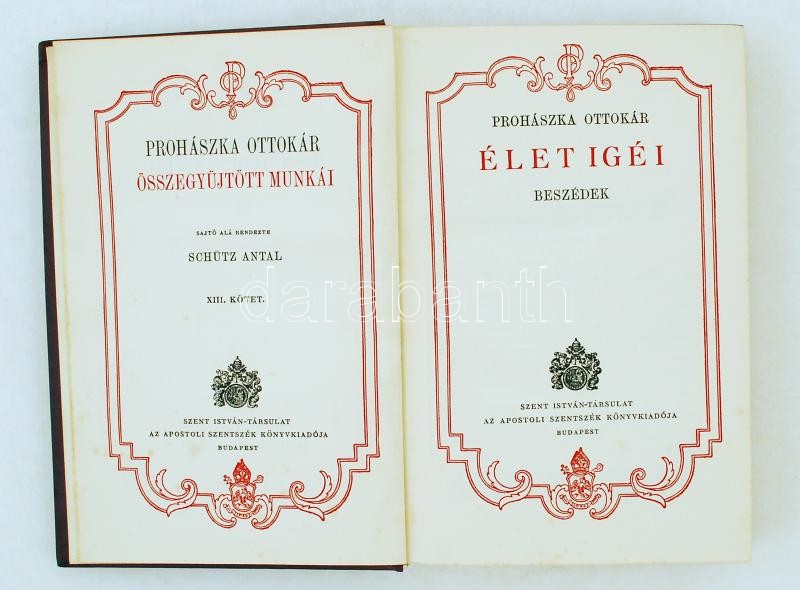 PROHÁSZKA OTTOKÁR
ÖSSZEGYŰJTÖTT MUNKÁI
SAJTÓ ALÁ RENDEZTE
SCHÜTZ ANTAL
XIII. KÖTET.
SZENT ISTVÁN-TÁRSULAT
AZ APOSTOLI SZENTSZÉK KÖNYVKIADÓJA
BUDAPEST
PROHÁSZKA OTTOKÁR
ÉLET IGÉI
BESZÉDEK
SZENT ISTVÁN-TÁRSULAT
AZ APOSTOLI SZENTSZÉK KÖNYVKIADÓJA
BUDAPEST
darabanth